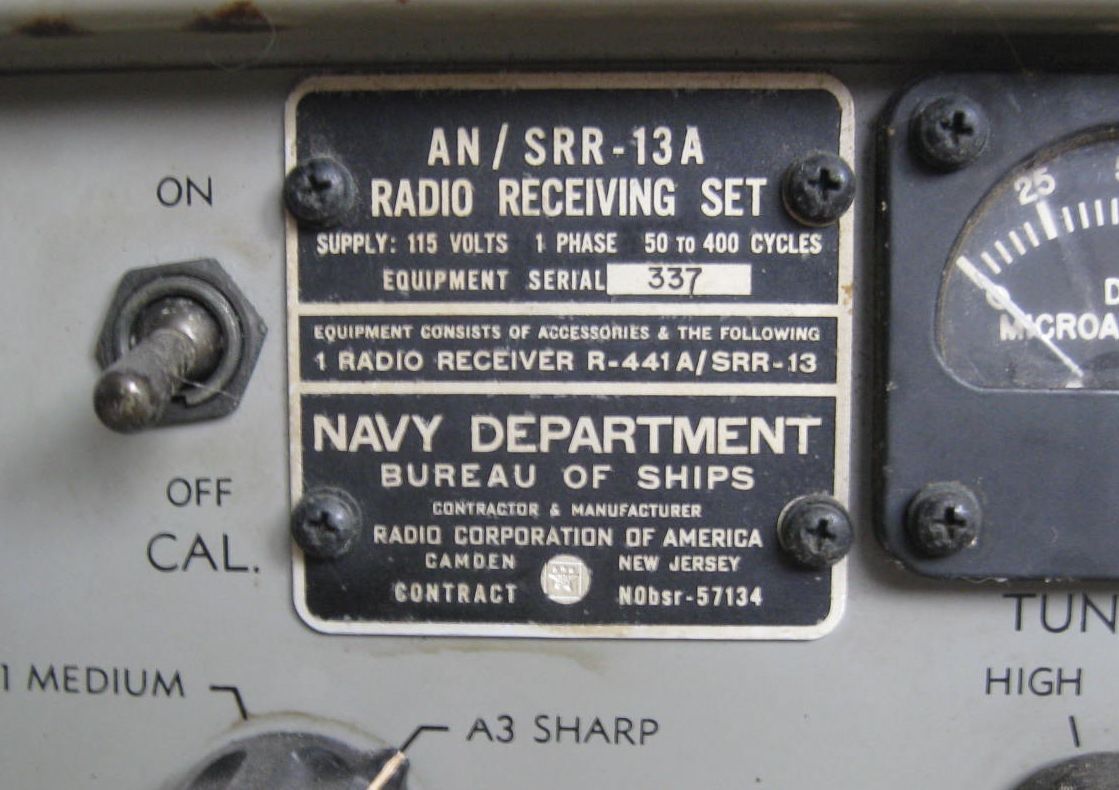 AN/SRR-13A
RADIO RECEIVING SET
SUPPLY: 115 VOLTS 1 PHASE 50 TO 400 CYCLES
EQUIPMENT SERIAL 337
EQUIPMENT CONSISTS OF ACCESSORIES & THE FOLLOWING
1 RADIO RECEIVER R-441A/SRR-13
NAVY DEPARTMENT
BUREAU OF SHIPS
CONTRACTOR & MANUFACTURER
RADIO CORPORATION OF AMERICA
CAMDEN NEW JERSEY
CONTRACT NObsr-57134
ON
OFF
CAL.
1 MEDIUM
A3 SHARP
0
25
HIGH